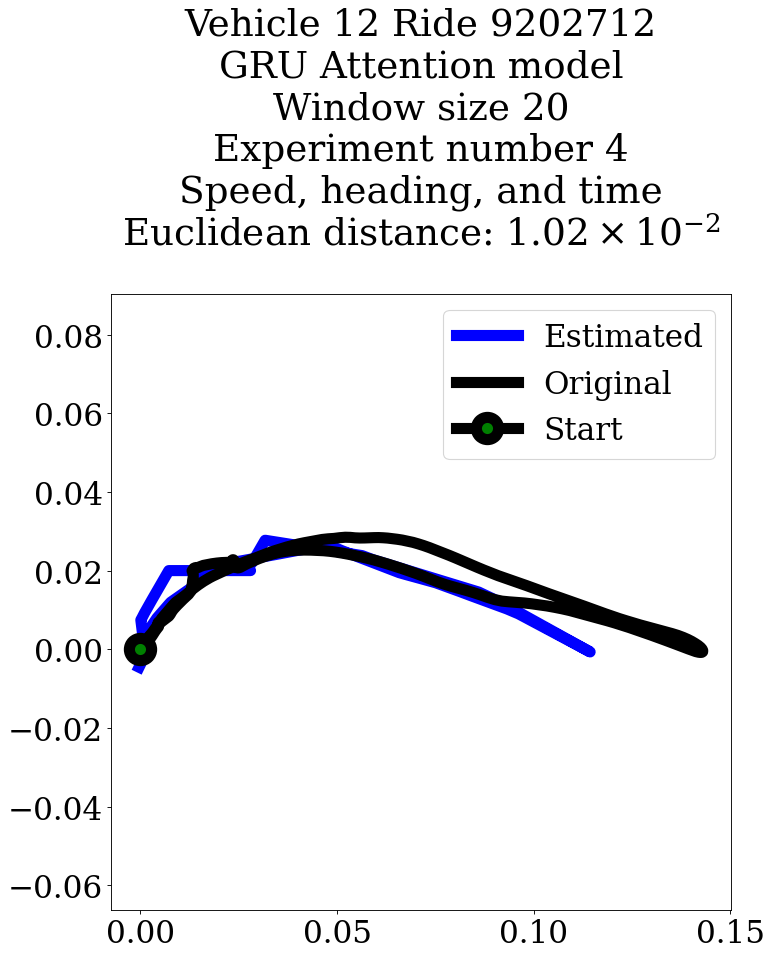 Vehicle 12 Ride 9202712
GRU Attention model
Window size 20
Experiment number 4
Speed, heading, and time
Euclidean distance: 1.02 × 10⁻²
Estimated
Original
Start
0.08
0.06
0.04
0.02
0.00
−0.02
−0.04
−0.06
0.00 0.05 0.10 0.15